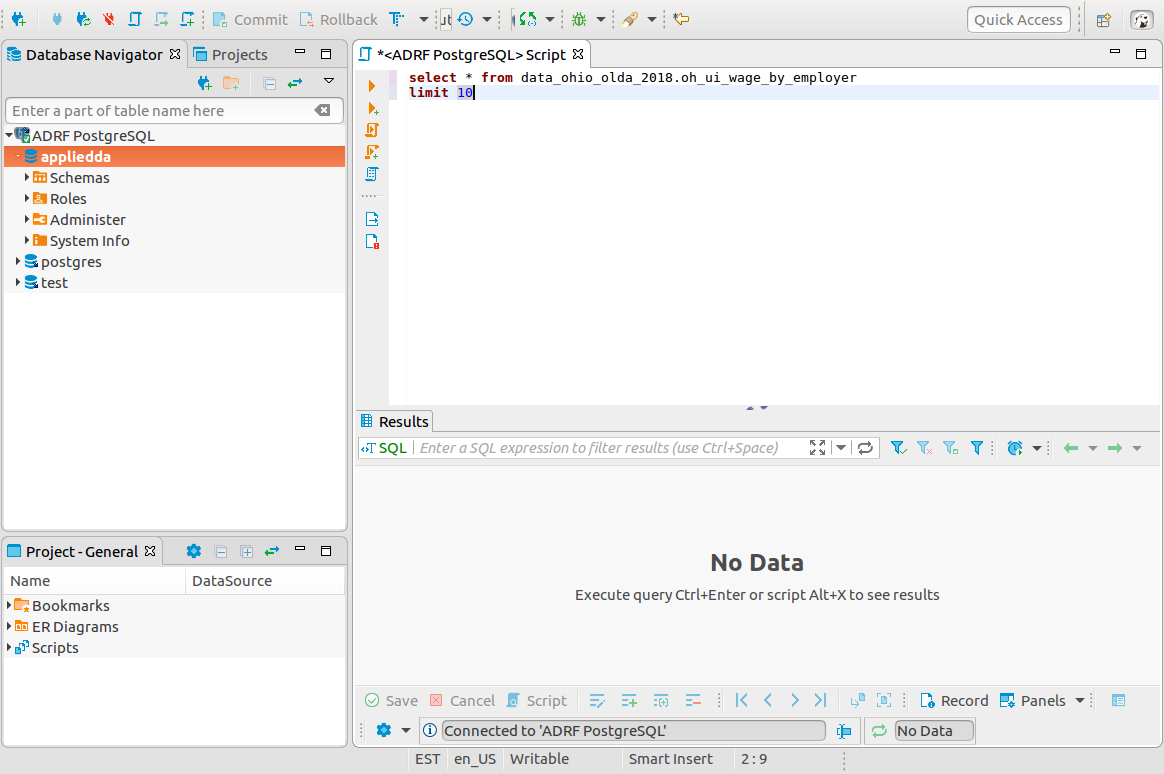 Commit
Rollback
Quick Access
Database Navigator
Projects
Enter a part of table name here
ADRF PostgreSQL
appliedda
Schemas
Roles
Administer
System Info
postgres
test
Project - General
Name DataSource
Bookmarks
ER Diagrams
Scripts
*<ADRF PostgreSQL> Script
select * from data_ohio_olda_2018.oh_ui_wage_by_employer
limit 10
Results
SQL Enter a SQL expression to filter results (use Ctrl+Space)
No Data
Execute query Ctrl+Enter or script Alt+X to see results
Save Cancel Script Record Panels
Connected to 'ADRF PostgreSQL' No Data
EST en_US Writable Smart Insert 2 : 9